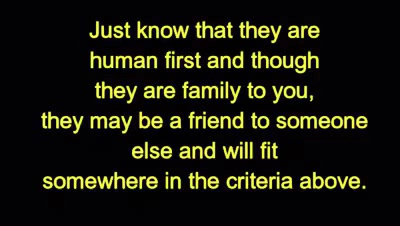 Just know that they are
human first and though
they are family to you,
they may be a friend to someone
else and will fit
somewhere in the criteria above.